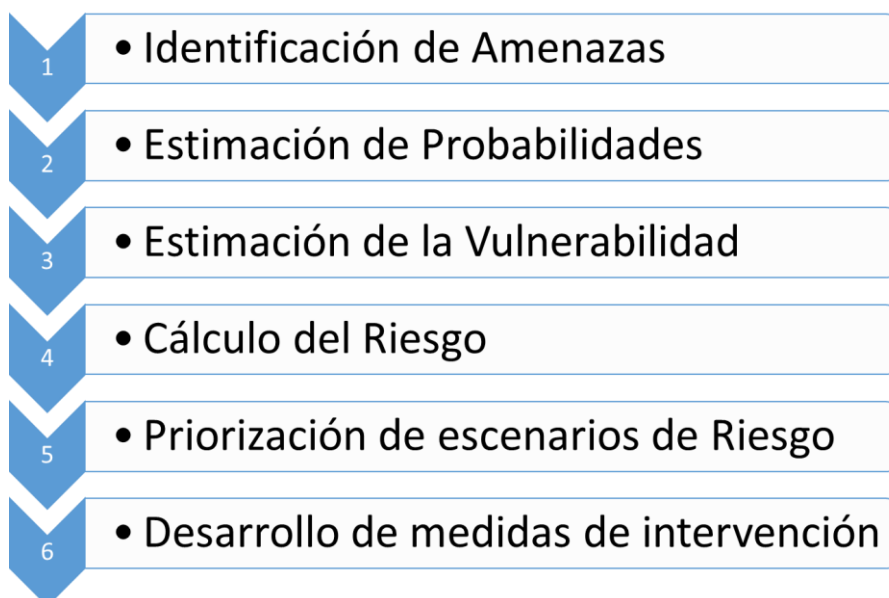 1
• Identificación de Amenazas
2
• Estimación de Probabilidades
3
• Estimación de la Vulnerabilidad
4
• Cálculo del Riesgo
5
• Priorización de escenarios de Riesgo
6
• Desarrollo de medidas de intervención